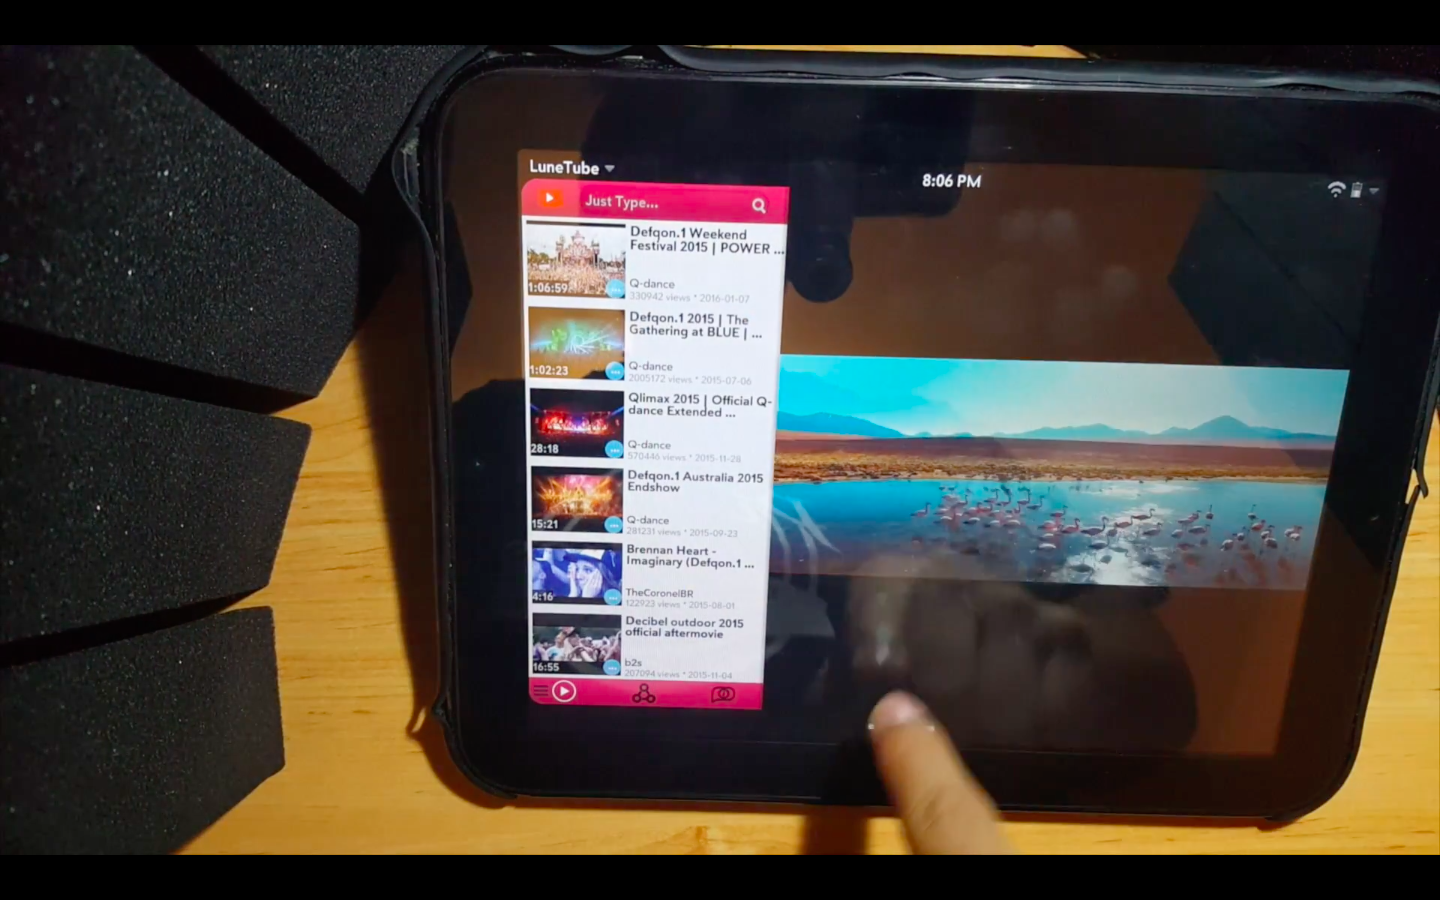 LuneTube
8:06 PM
Just Type...
Defqon.1 Weekend
Festival 2015 | POWER ...
Q-dance
330942 views * 2016-01-07
1:06:59
Defqon.1 2015 | The
Gathering at BLUE | ...
Q-dance
2005172 views * 2015-07-06
1:02:23
Qlimax 2015 | Official Q-
dance Extended ...
Q-dance
570446 views * 2015-11-28
28:18
Defqon.1 Australia 2015
Endshow
Q-dance
281231 views * 2015-09-23
15:21
Brennan Heart -
Imaginary (Defqon.1 ...
TheCoronelBR
122923 views * 2015-08-01
4:16
Decibel outdoor 2015
official aftermovie
b2s
207094 views * 2015-11-04
16:55